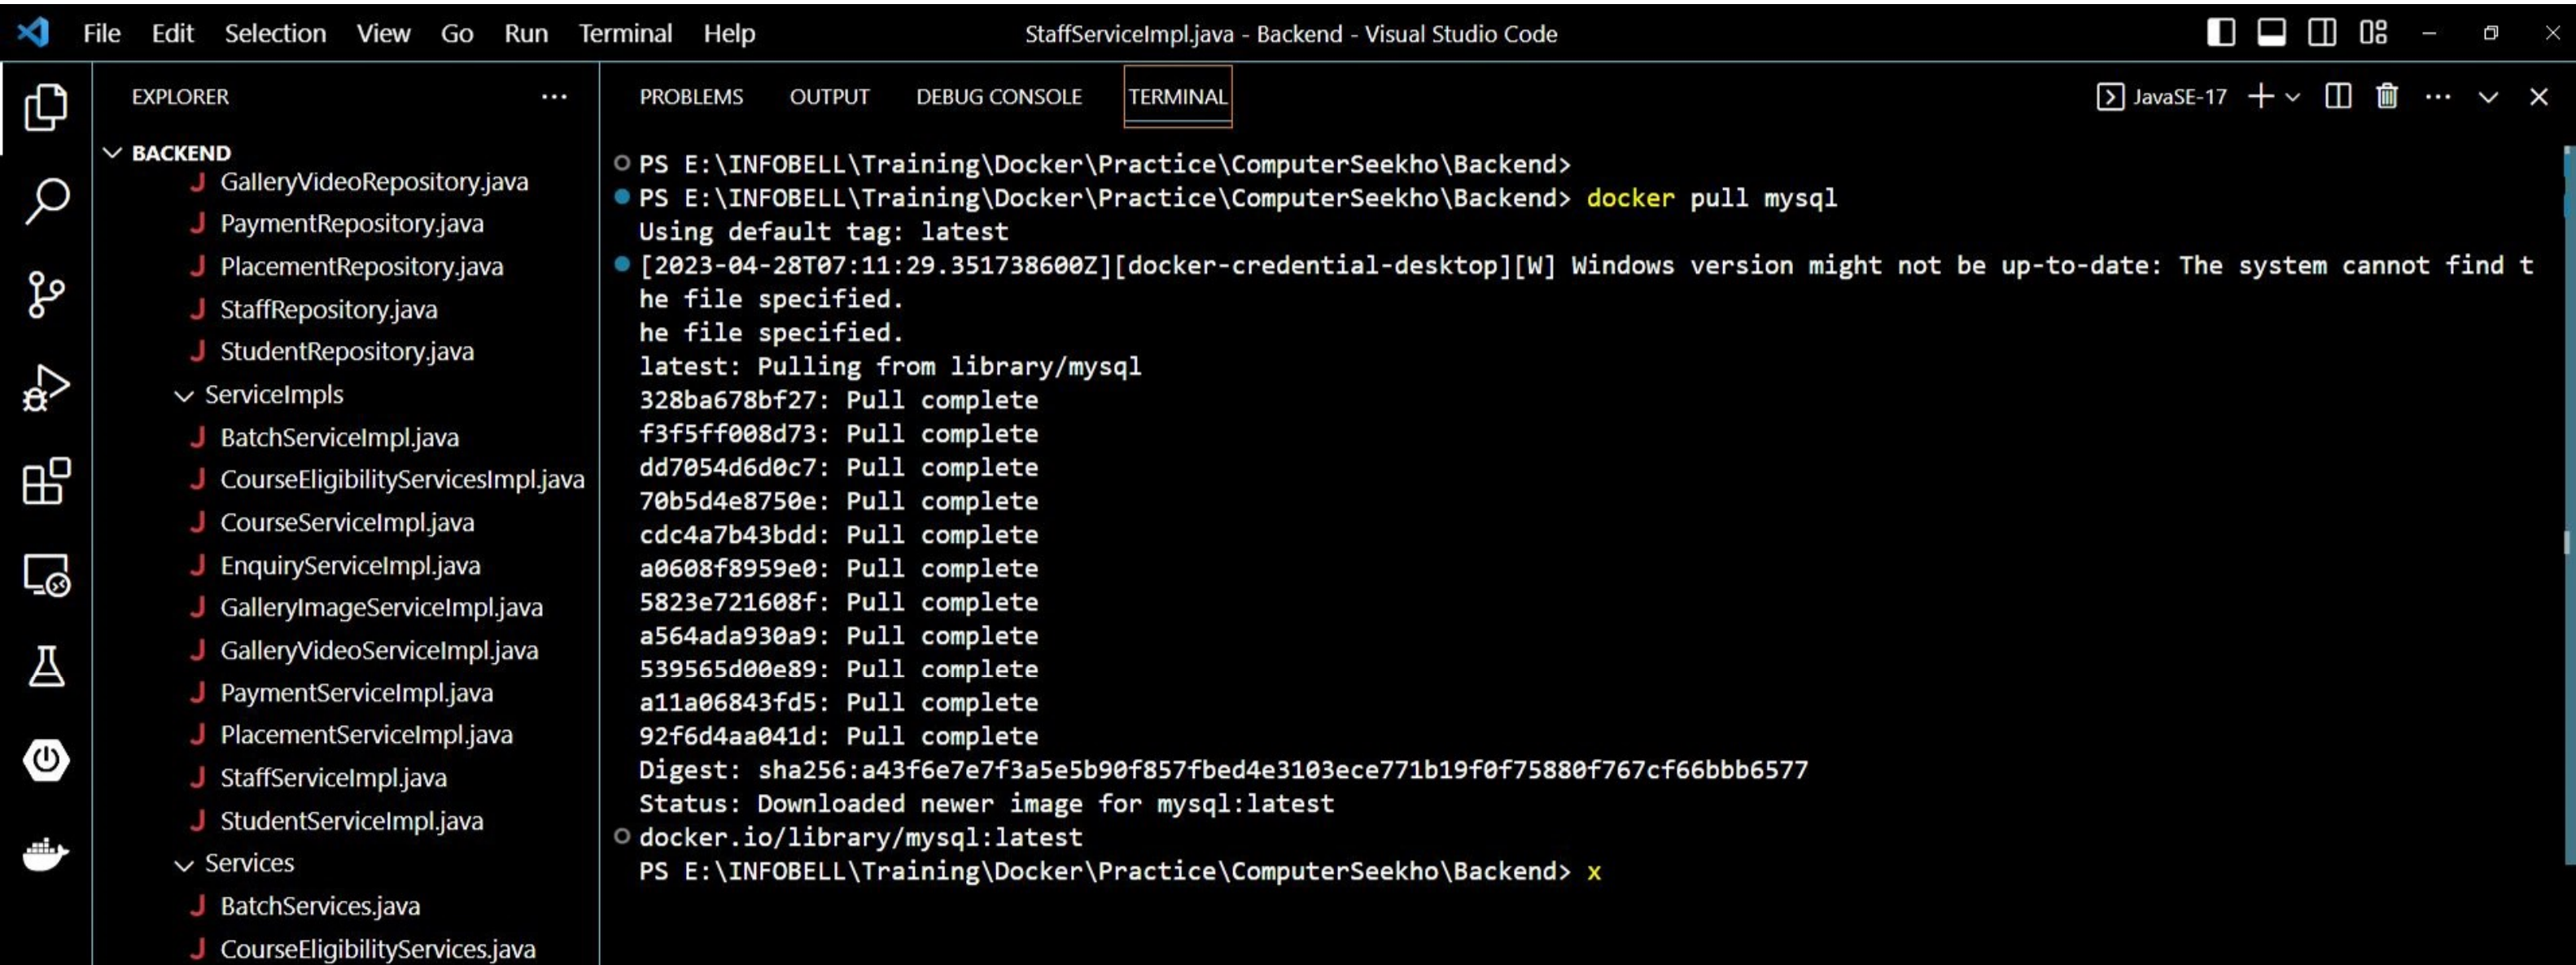 File Edit Selection View Go Run Terminal Help StaffServiceImpl.java - Backend - Visual Studio Code
EXPLORER ...
BACKEND
GalleryVideoRepository.java
PaymentRepository.java
PlacementRepository.java
StaffRepository.java
StudentRepository.java
ServiceImpls
BatchServiceImpl.java
CourseEligibilityServicesImpl.java
CourseServiceImpl.java
EnquiryServiceImpl.java
GalleryImageServiceImpl.java
GalleryVideoServiceImpl.java
PaymentServiceImpl.java
PlacementServiceImpl.java
StaffServiceImpl.java
StudentServiceImpl.java
Services
BatchServices.java
CourseEligibilityServices.java
PROBLEMS OUTPUT DEBUG CONSOLE TERMINAL JavaSE-17
PS E:\INFOBELL\Training\Docker\Practice\ComputerSeekho\Backend>
PS E:\INFOBELL\Training\Docker\Practice\ComputerSeekho\Backend> docker pull mysql
Using default tag: latest
[2023-04-28T07:11:29.351738600Z][docker-credential-desktop][W] Windows version might not be up-to-date: The system cannot find t
he file specified.
he file specified.
latest: Pulling from library/mysql
328ba678bf27: Pull complete
f3f5ff008d73: Pull complete
dd7054d6d0c7: Pull complete
70b5d4e8750e: Pull complete
cdc4a7b43bdd: Pull complete
a0608f8959e0: Pull complete
5823e721608f: Pull complete
a564ada930a9: Pull complete
539565d00e89: Pull complete
a11a06843fd5: Pull complete
92f6d4aa041d: Pull complete
Digest: sha256:a43f6e7e7f3a5e5b90f857fbed4e3103ece771b19f0f75880f767cf66bbb6577
Status: Downloaded newer image for mysql:latest
docker.io/library/mysql:latest
PS E:\INFOBELL\Training\Docker\Practice\ComputerSeekho\Backend> x